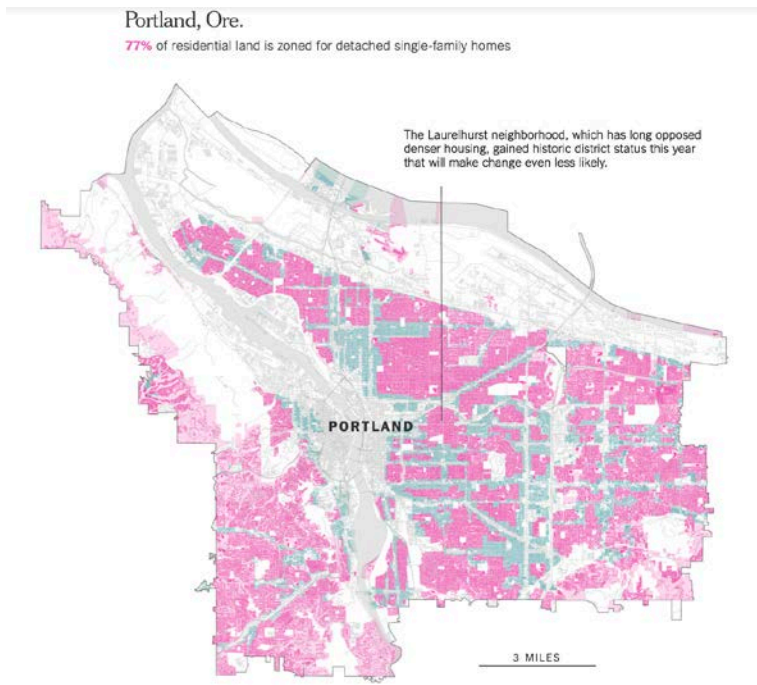 Portland, Ore.
77% of residential land is zoned for detached single-family homes
The Laurelhurst neighborhood, which has long opposed
denser housing, gained historic district status this year
that will make change even less likely.
PORTLAND
3 MILES